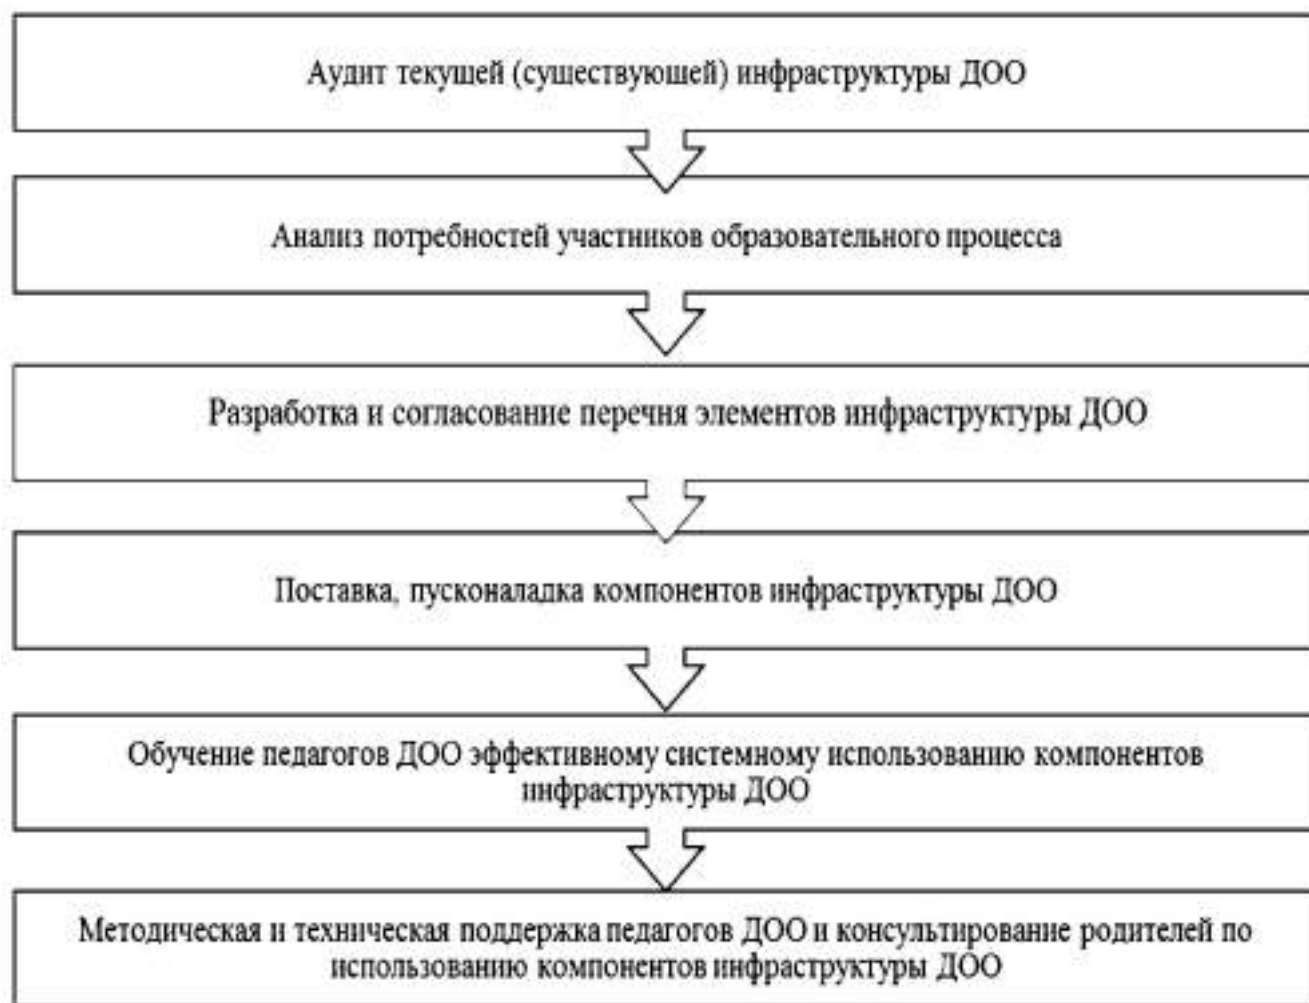 Аудит текущей (существующей) инфраструктуры ДОО
Анализ потребностей участников образовательного процесса
Разработка и согласование перечня элементов инфраструктуры ДОО
Поставка, пусконаладка компонентов инфраструктуры ДОО
Обучение педагогов ДОО эффективному системному использованию компонентов
инфраструктуры ДОО
Методическая и техническая поддержка педагогов ДОО и консультирование родителей по
использованию компонентов инфраструктуры ДОО